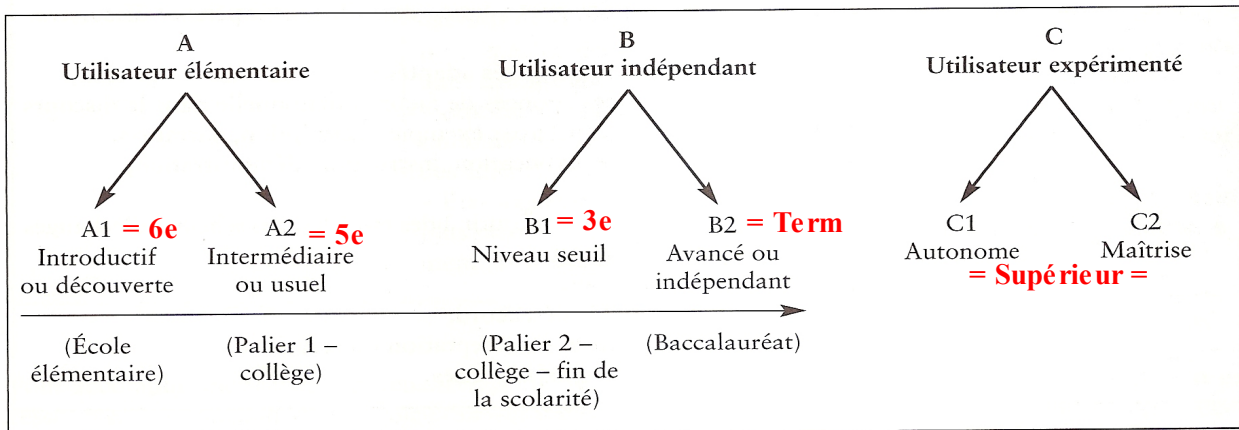 A
Utilisateur élémentaire
B
Utilisateur indépendant
C
Utilisateur expérimenté
A1 = 6e
Introductif
ou découverte
A2 = 5e
Intermédiaire
ou usuel
B1 = 3e
Niveau seuil
B2 = Term
Avancé ou
indépendant
C1
Autonome
C2
Maîtrise
= Supérieur =
(École
élémentaire)
(Palier 1 –
collège)
(Palier 2 –
collège – fin de
la scolarité)
(Baccalauréat)